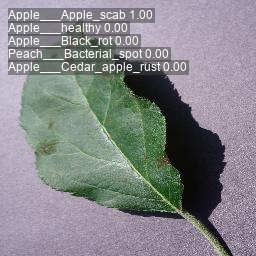 Apple___Apple_scab 1.00
Apple___healthy 0.00
Apple___Black_rot 0.00
Peach___Bacterial_spot 0.00
Apple___Cedar_apple_rust 0.00